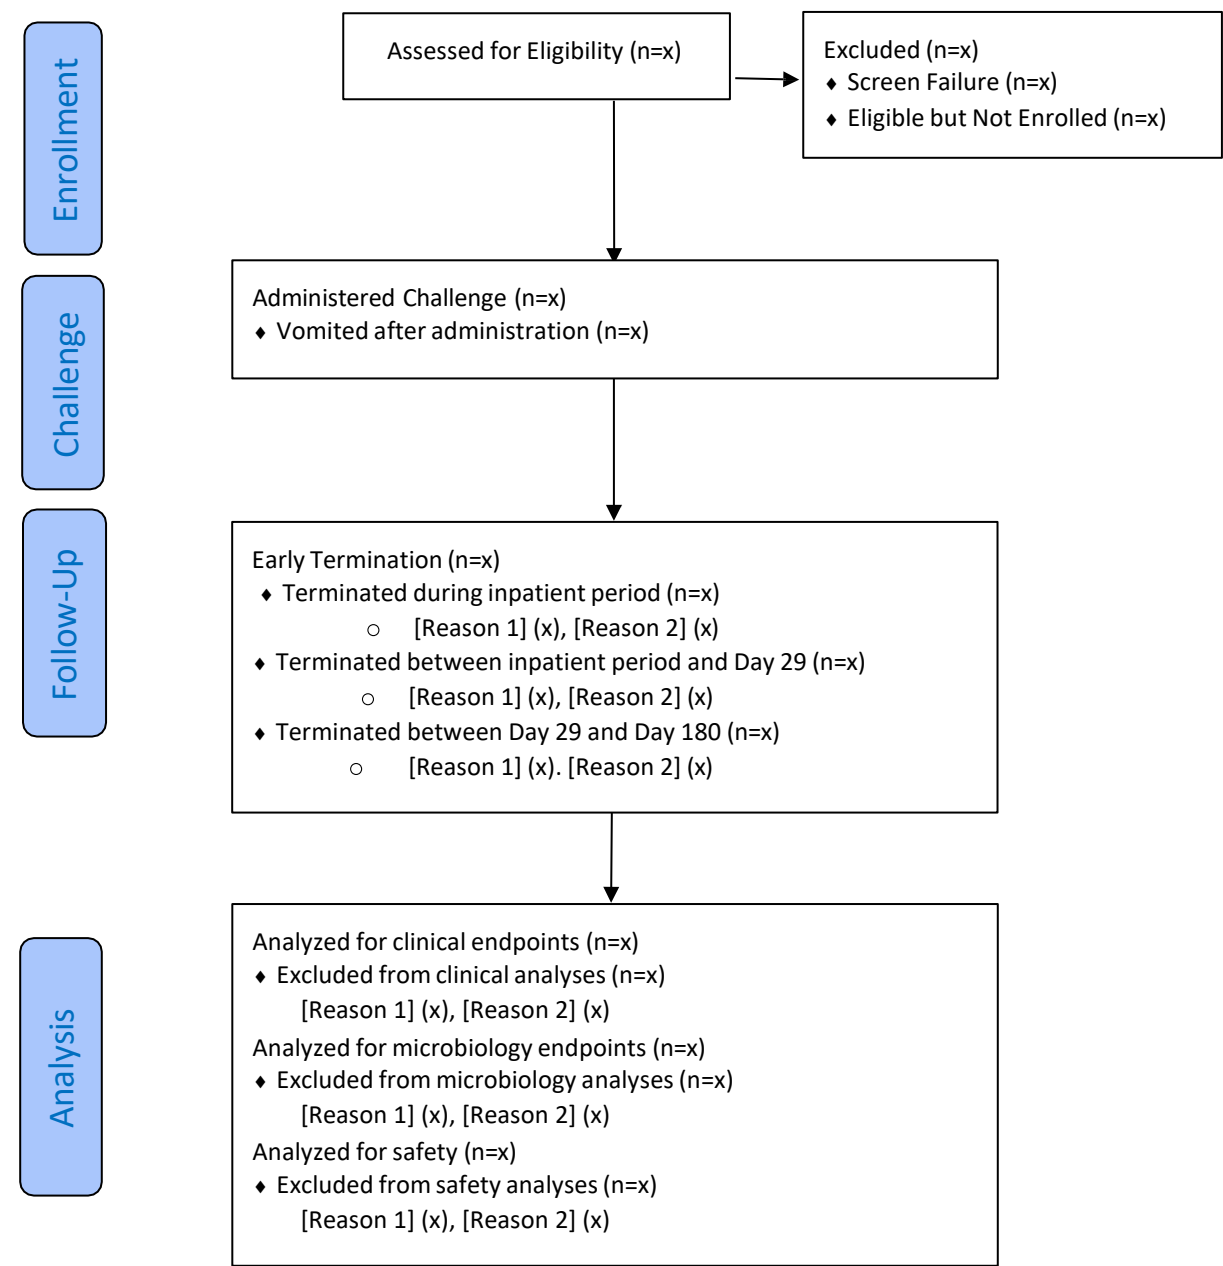 Enrollment
Assessed for Eligibility (n=x)
Excluded (n=x)
♦ Screen Failure (n=x)
♦ Eligible but Not Enrolled (n=x)
Challenge
Administered Challenge (n=x)
♦ Vomited after administration (n=x)
Follow-Up
Early Termination (n=x)
♦ Terminated during inpatient period (n=x)
○ [Reason 1] (x), [Reason 2] (x)
♦ Terminated between inpatient period and Day 29 (n=x)
○ [Reason 1] (x), [Reason 2] (x)
♦ Terminated between Day 29 and Day 180 (n=x)
○ [Reason 1] (x). [Reason 2] (x)
Analysis
Analyzed for clinical endpoints (n=x)
♦ Excluded from clinical analyses (n=x)
[Reason 1] (x), [Reason 2] (x)
Analyzed for microbiology endpoints (n=x)
♦ Excluded from microbiology analyses (n=x)
[Reason 1] (x), [Reason 2] (x)
Analyzed for safety (n=x)
♦ Excluded from safety analyses (n=x)
[Reason 1] (x), [Reason 2] (x)